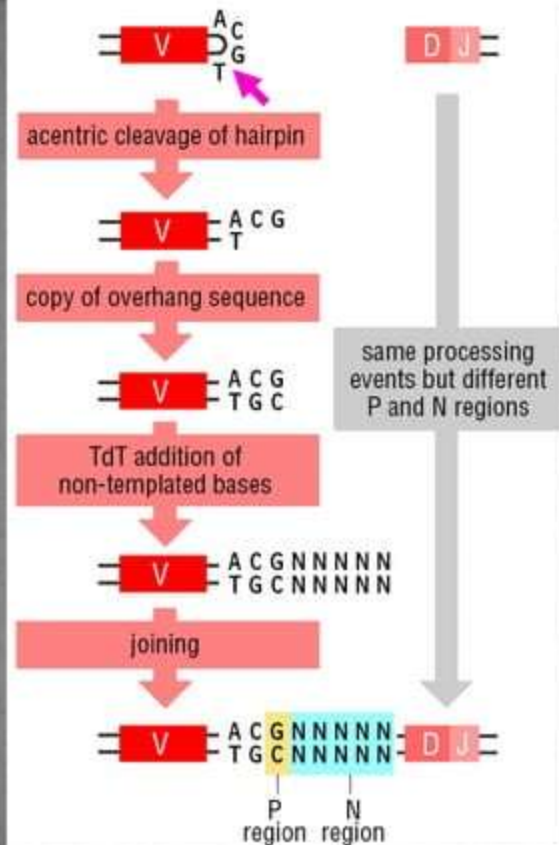 A
C
V
G
T
D J
acentric cleavage of hairpin
V
A C G
T
copy of overhang sequence
same processing
events but different
P and N regions
V
A C G
T G C
TdT addition of
non-templated bases
V
A C G N N N N N
T G C N N N N N
joining
V
A C G N N N N N
T G C N N N N N
D J
P
region
N
region